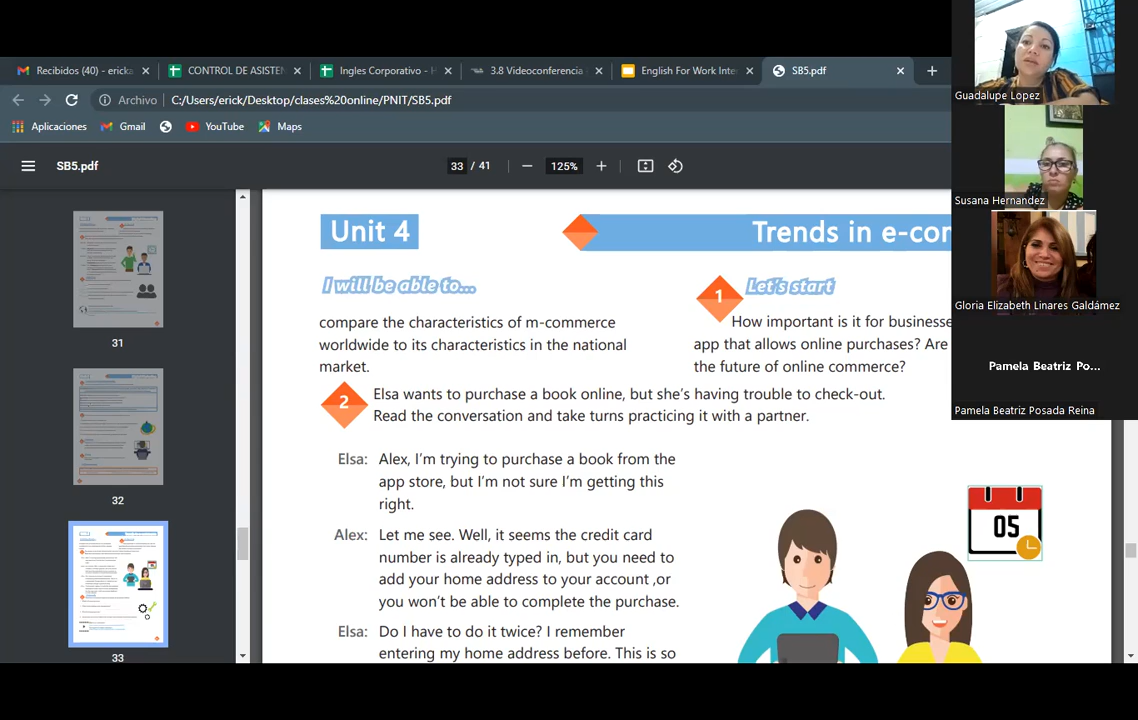 Recibidos (40) - ericka
CONTROL DE ASISTEN
Ingles Corporativo - H
3.8 Videoconferencia
English For Work Inte
SB5.pdf
Archivo
C:/Users/erick/Desktop/clases%20online/PNIT/SB5.pdf
Aplicaciones
Gmail
YouTube
Maps
SB5.pdf
33 / 41
125%
31
32
33
Unit 4
Trends in e-cor
I will be able to...
compare the characteristics of m-commerce
worldwide to its characteristics in the national
market.
1
Let's start
How important is it for businesse
app that allows online purchases? Are
the future of online commerce?
2
Elsa wants to purchase a book online, but she's having trouble to check-out.
Read the conversation and take turns practicing it with a partner.
Elsa: Alex, I'm trying to purchase a book from the
app store, but I'm not sure I'm getting this
right.
Alex: Let me see. Well, it seems the credit card
number is already typed in, but you need to
add your home address to your account ,or
you won't be able to complete the purchase.
Elsa: Do I have to do it twice? I remember
entering my home address before. This is so
05
Guadalupe Lopez
Susana Hernandez
Gloria Elizabeth Linares Galdámez
Pamela Beatriz Po...
Pamela Beatriz Posada Reina